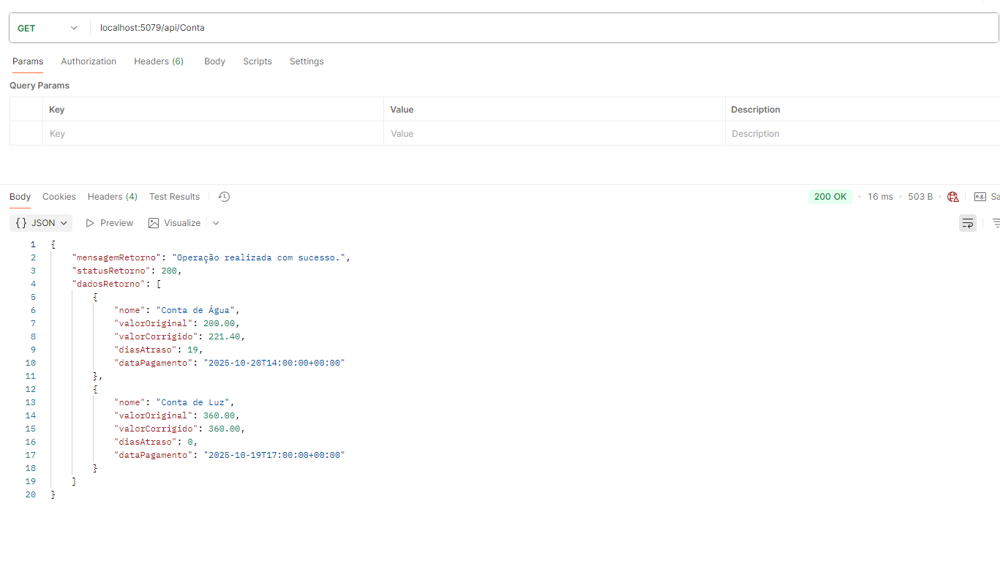 GET localhost:5079/api/Conta
Params Authorization Headers (6) Body Scripts Settings
Query Params
Key Value Description
Key Value Description
Body Cookies Headers (4) Test Results 200 OK 16 ms 503 B e.g. Sa
{} JSON Preview Visualize
1 {
2 "mensagemRetorno": "Operação realizada com sucesso.",
3 "statusRetorno": 200,
4 "dadosRetorno": [
5 {
6 "nome": "Conta de Água",
7 "valorOriginal": 200.00,
8 "valorCorrigido": 221.40,
9 "diasAtraso": 19,
10 "dataPagamento": "2025-10-20T14:00:00+00:00"
11 },
12 {
13 "nome": "Conta de Luz",
14 "valorOriginal": 360.00,
15 "valorCorrigido": 360.00,
16 "diasAtraso": 0,
17 "dataPagamento": "2025-10-19T17:00:00+00:00"
18 }
19 ]
20 }